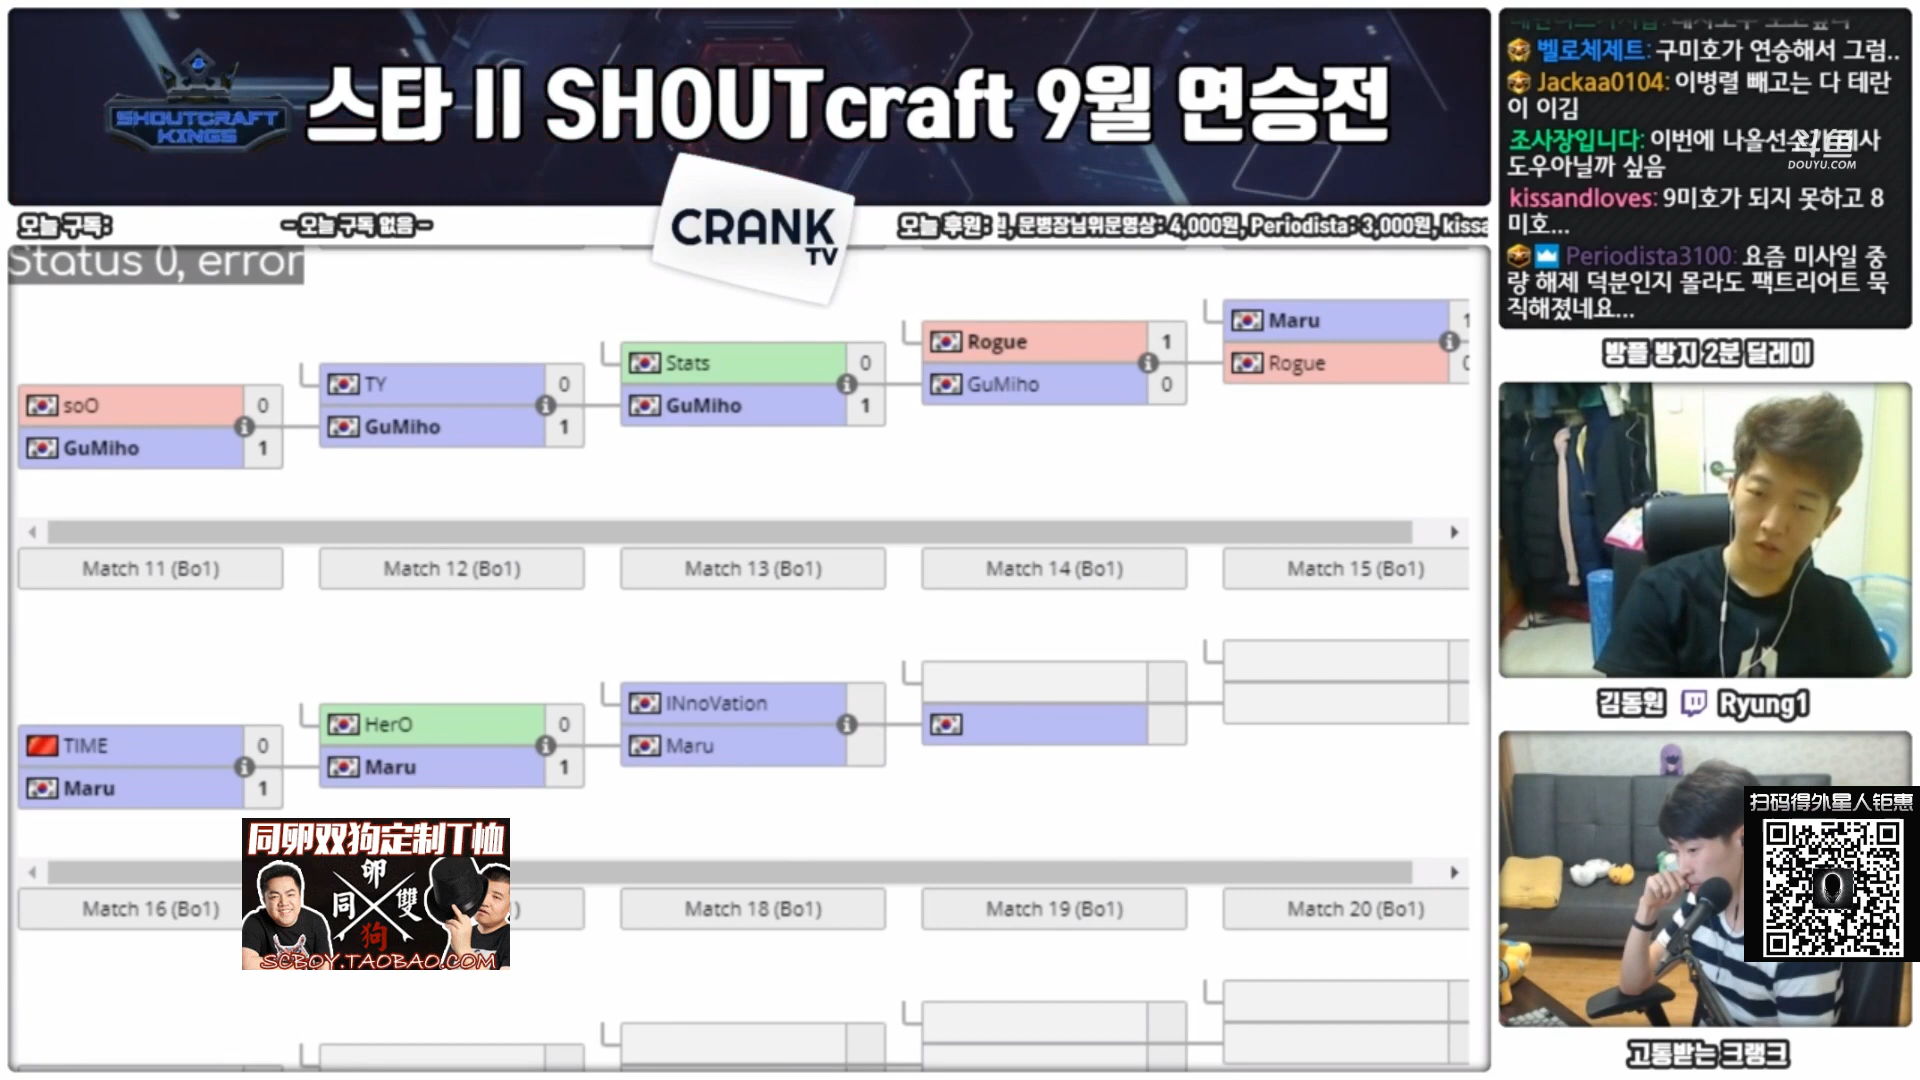 SHOUTCRAFT
KINGS
스타 II SHOUTcraft 9월 연승전
오늘 구독:
-오늘 구독 없음-
CRANK
TV
오늘 후원:
, 문병장님위문영상: 4,000원, Periodista: 3,000원, kissa
Status 0, error
soO 0
GuMiho 1
TY 0
GuMiho 1
Stats 0
GuMiho 1
Rogue 1
GuMiho 0
Maru 1
Rogue
Match 11 (Bo1)
Match 12 (Bo1)
Match 13 (Bo1)
Match 14 (Bo1)
Match 15 (Bo1)
TIME 0
Maru 1
HerO 0
Maru 1
INnoVation
Maru
Match 16 (Bo1)
Match 18 (Bo1)
Match 19 (Bo1)
Match 20 (Bo1)
同卵双狗定制T恤
卵
同
雙
狗
SCBOY.TAOBAO.COM
벨로체제트: 구미호가 연승해서 그럼..
Jackaa0104: 이병렬 빼고는 다 테란
이 이김
조사장입니다: 이번에 나올선
도우아닐까 싶음
斗鱼
DOUYU.COM
kissandloves: 9미호가 되지 못하고 8
미호...
Periodista3100: 요즘 미사일 중
량 해제 덕분인지 몰라도 팩트리어트 묵
직해졌네요...
방플 방지 2분 딜레이
김동원 Ryung1
扫码得外星人钜惠
고통받는 크랭크